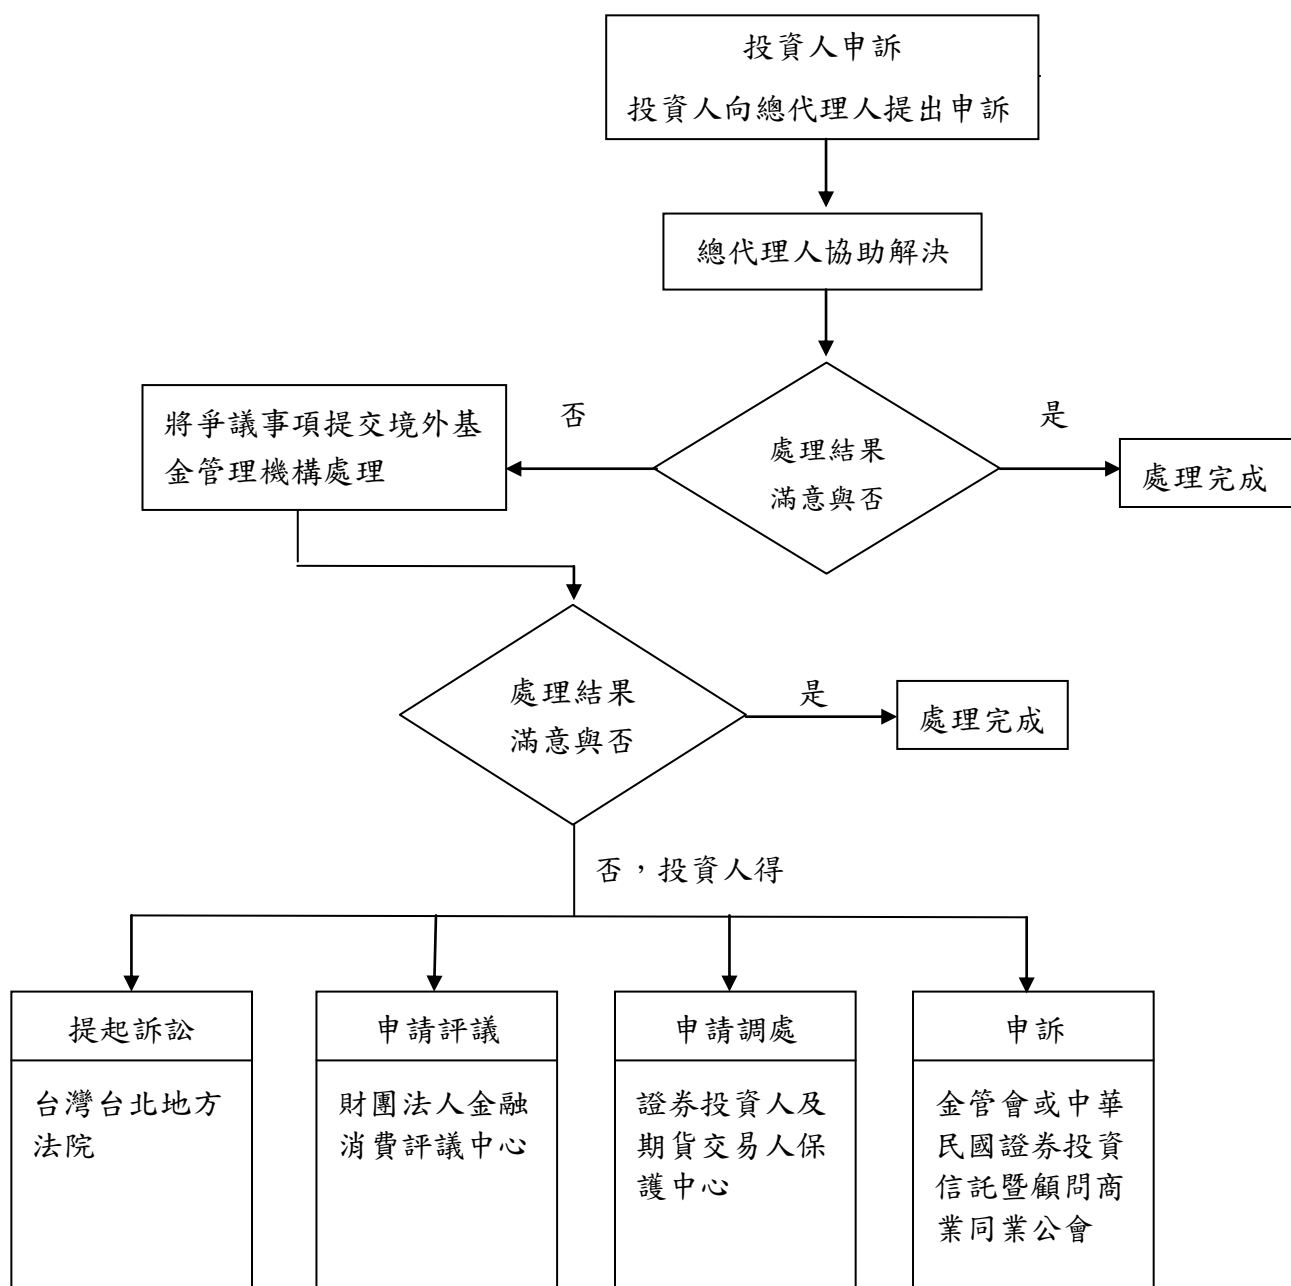 投資人申訴
投資人向總代理人提出申訴
總代理人協助解決
否
是
將爭議事項提交境外基
金管理機構處理
處理結果
滿意與否
處理完成
處理結果
滿意與否
是
處理完成
否，投資人得
提起訴訟
台灣台北地方
法院
申請評議
財團法人金融
消費評議中心
申請調處
證券投資人及
期貨交易人保
護中心
申訴
金管會或中華
民國證券投資
信託暨顧問商
業同業公會